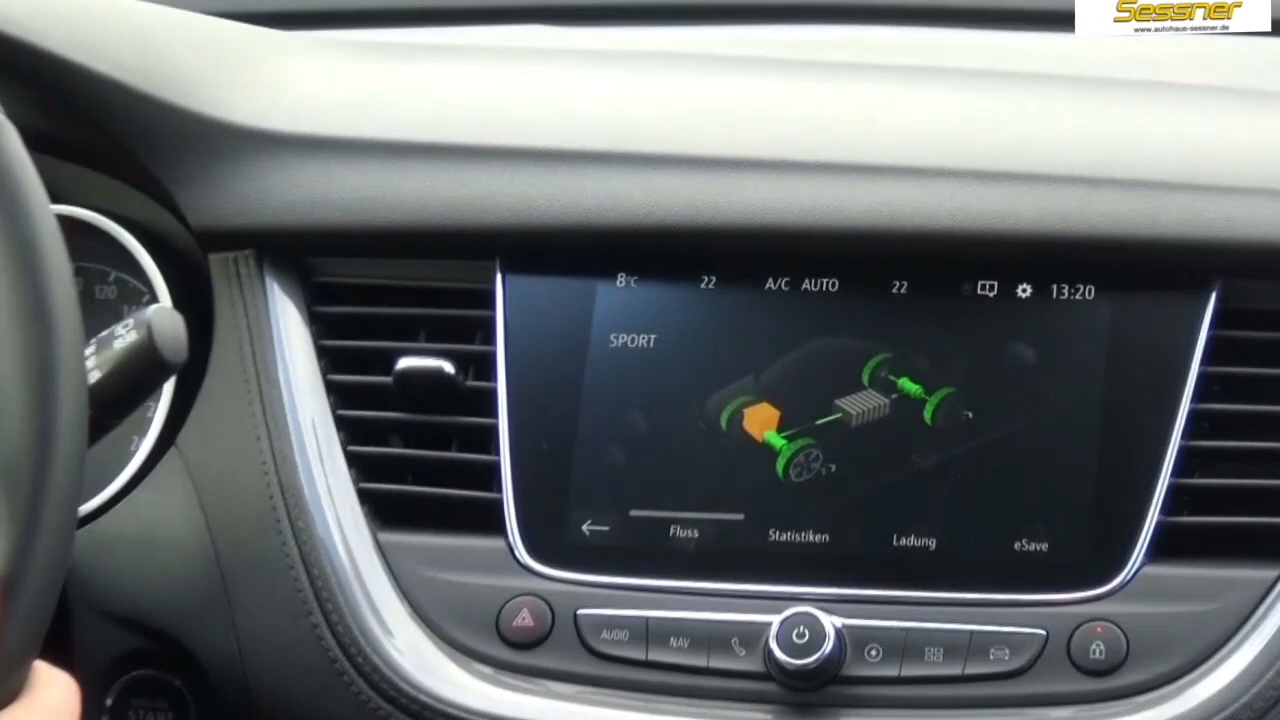 Sessner
www.autohaus-sessner.de
8°C 22 A/C AUTO 22 13:20
SPORT
120
Fluss Statistiken Ladung eSave
AUDIO NAV
START